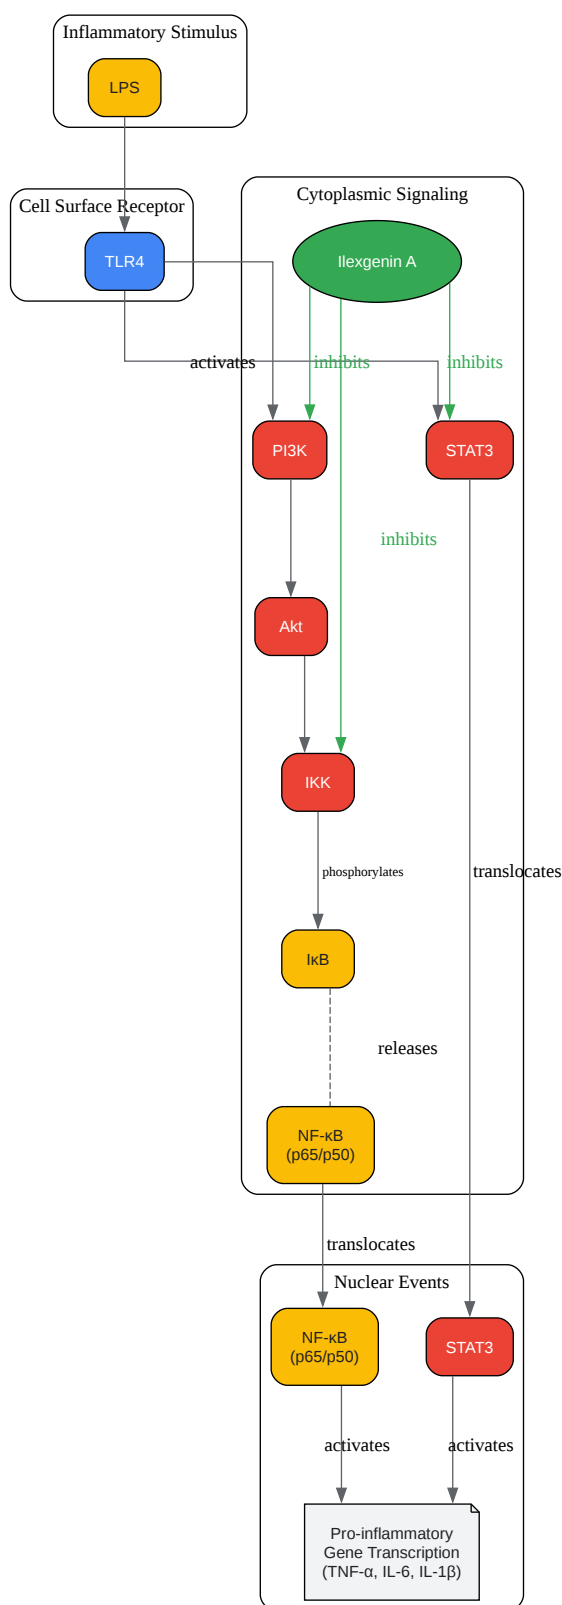 Inflammatory Stimulus
LPS
Cell Surface Receptor
TLR4
Cytoplasmic Signaling
Ilexgenin A
activates
inhibits
inhibits
PI3K
STAT3
inhibits
Akt
IKK
phosphorylates
translocates
IκB
releases
NF-κB
(p65/p50)
translocates
Nuclear Events
NF-κB
(p65/p50)
STAT3
activates
activates
Pro-inflammatory
Gene Transcription
(TNF-α, IL-6, IL-1β)